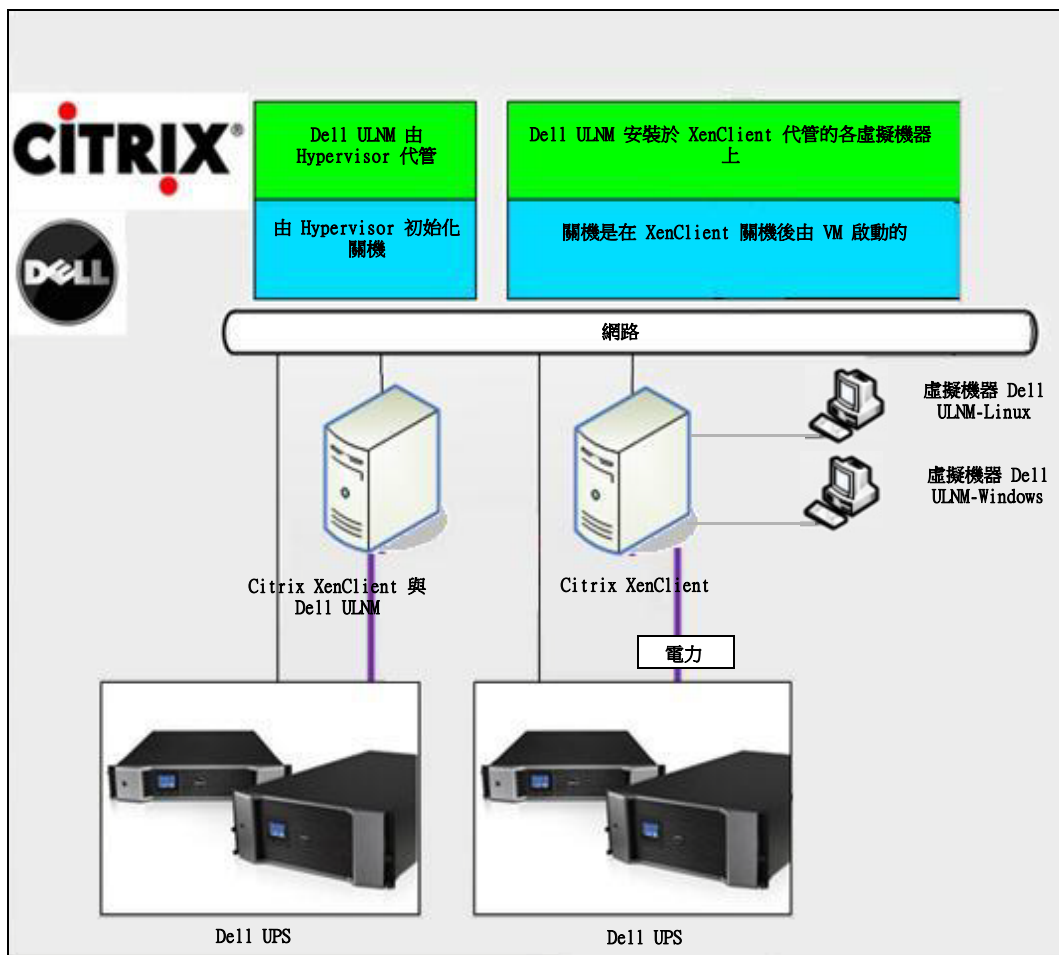 CİTRIX®
DELL
Dell ULNM 由
Hypervisor 代管
Dell ULNM 安裝於 XenClient 代管的各虛擬機器
上
由 Hypervisor 初始化
關機
關機是在 XenClient 關機後由 VM 啟動的
網路
虛擬機器 Dell
ULNM-Linux
虛擬機器 Dell
ULNM-Windows
Citrix XenClient 與
Dell ULNM
Citrix XenClient
電力
Dell UPS
Dell UPS